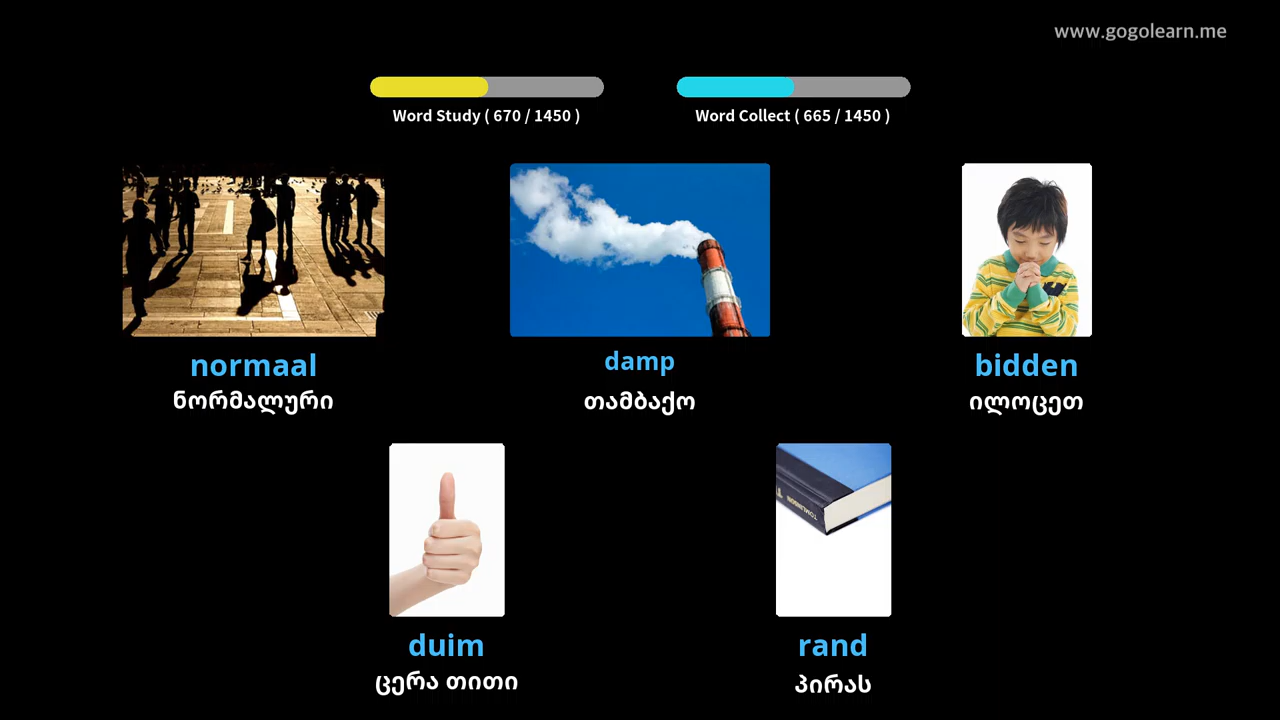 www.gogolearn.me
Word Study ( 670 / 1450 )
Word Collect ( 665 / 1450 )
normaal
ნორმალური
damp
თამბაქო
bidden
ილოცეთ
TOMLINSON
duim
ცერა თითი
rand
პირას